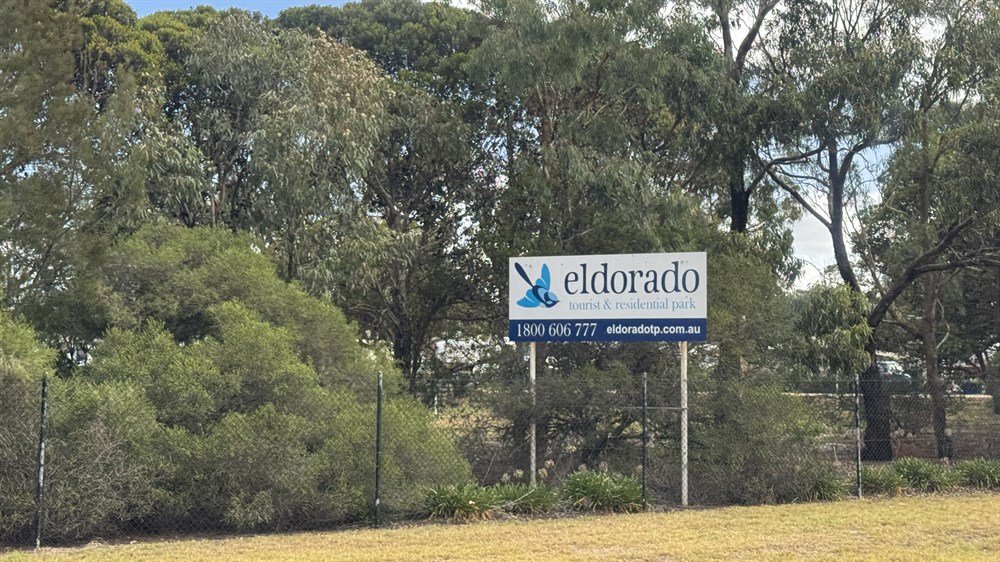 eldorado
tourist & residential park
1800 606 777 eldoradotp.com.au